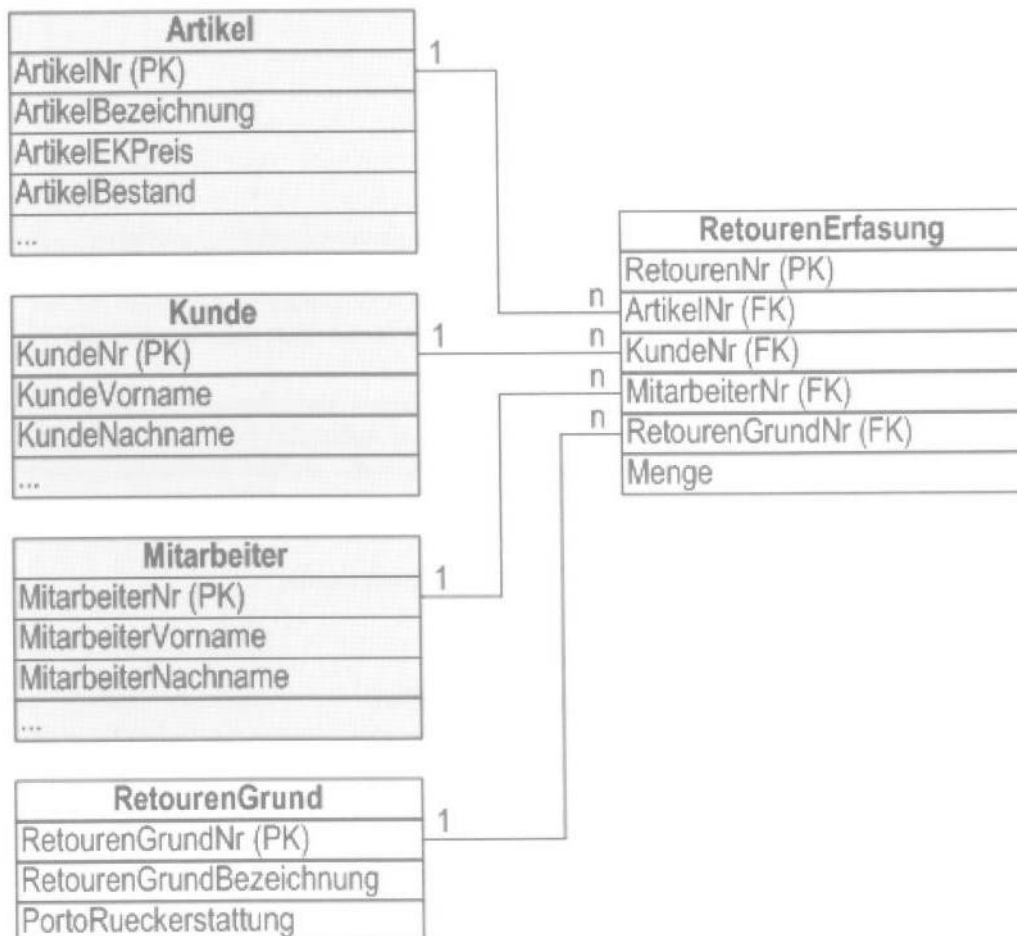 Artikel
ArtikelNr (PK)
ArtikelBezeichnung
ArtikelEKPreis
ArtikelBestand
...
1
Kunde
KundeNr (PK)
KundeVorname
KundeNachname
...
1
Mitarbeiter
MitarbeiterNr (PK)
MitarbeiterVorname
MitarbeiterNachname
...
1
RetourenGrund
RetourenGrundNr (PK)
RetourenGrundBezeichnung
PortoRueckerstattung
1
RetourenErfasung
RetourenNr (PK)
n
ArtikelNr (FK)
n
KundeNr (FK)
n
MitarbeiterNr (FK)
n
RetourenGrundNr (FK)
Menge